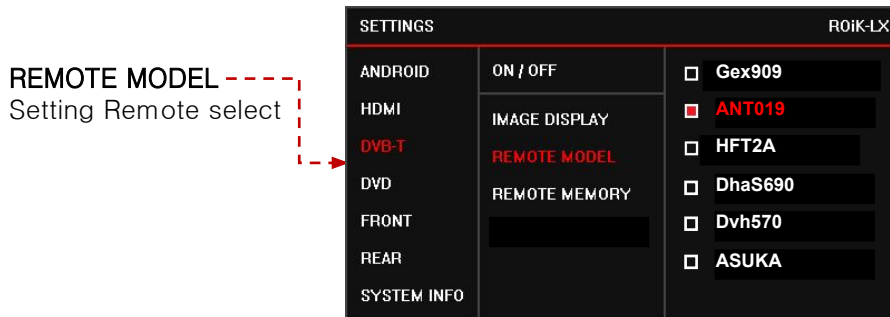 REMOTE MODEL
Setting Remote select
SETTINGS
ROiK-LX
ANDROID
HDMI
DVB-T
DVD
FRONT
REAR
SYSTEM INFO
ON / OFF
IMAGE DISPLAY
REMOTE MODEL
REMOTE MEMORY
Gex909
ANT019
HFT2A
DhaS690
Dvh570
ASUKA